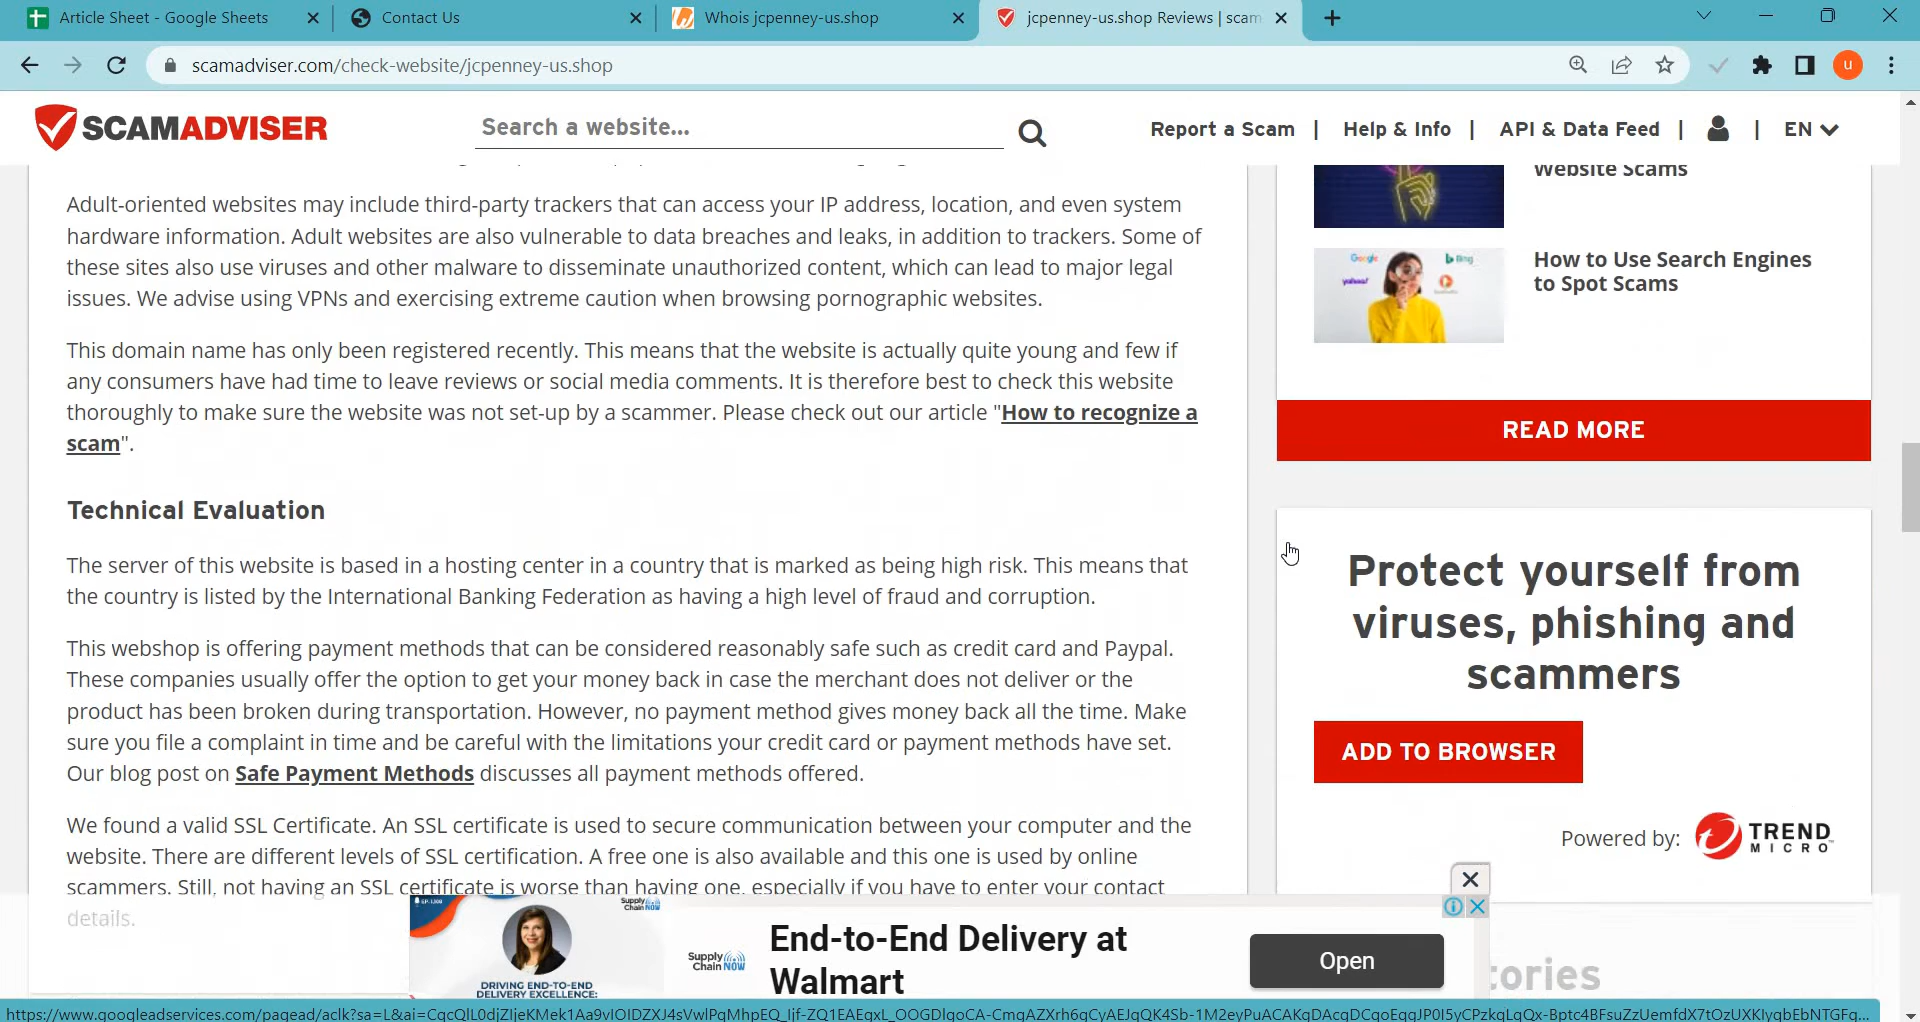 Article Sheet - Google Sheets
Contact Us
Whois jcpenney-us.shop
jcpenney-us.shop Reviews | scam
scamadviser.com/check-website/jcpenney-us.shop
u
SCAMADVISER
Search a website...
Report a Scam | Help & Info | API & Data Feed | | EN
Website Scams
Adult-oriented websites may include third-party trackers that can access your IP address, location, and even system
hardware information. Adult websites are also vulnerable to data breaches and leaks, in addition to trackers. Some of
these sites also use viruses and other malware to disseminate unauthorized content, which can lead to major legal
issues. We advise using VPNs and exercising extreme caution when browsing pornographic websites.
Google
Bing
yahoo!
How to Use Search Engines
to Spot Scams
This domain name has only been registered recently. This means that the website is actually quite young and few if
any consumers have had time to leave reviews or social media comments. It is therefore best to check this website
thoroughly to make sure the website was not set-up by a scammer. Please check out our article "How to recognize a
scam".
READ MORE
Technical Evaluation
The server of this website is based in a hosting center in a country that is marked as being high risk. This means that
the country is listed by the International Banking Federation as having a high level of fraud and corruption.
This webshop is offering payment methods that can be considered reasonably safe such as credit card and Paypal.
These companies usually offer the option to get your money back in case the merchant does not deliver or the
product has been broken during transportation. However, no payment method gives money back all the time. Make
sure you file a complaint in time and be careful with the limitations your credit card or payment methods have set.
Our blog post on Safe Payment Methods discusses all payment methods offered.
We found a valid SSL Certificate. An SSL certificate is used to secure communication between your computer and the
website. There are different levels of SSL certification. A free one is also available and this one is used by online
scammers. Still, not having an SSL certificate is worse than having one, especially if you have to enter your contact
details.
Protect yourself from
viruses, phishing and
scammers
ADD TO BROWSER
Powered by:
TREND
MICRO
Supply
Chain NOW
DRIVING END-TO-END
DELIVERY EXCELLENCE:
Supply
Chain NOW
End-to-End Delivery at
Walmart
Open
tories